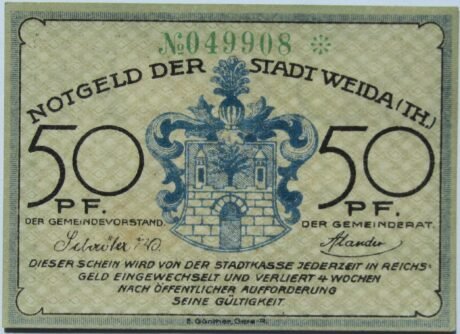 №049908 *
NOTGELD DER STADT WEIDA (TH.)
50 50
PF. PF.
DER GEMEINDEVORSTAND. DER GEMEINDERAT.
DIESER SCHEIN WIRD VON DER STADTKASSE JEDERZEIT IN REICHS-
GELD EINGEWECHSELT UND VERLIERT 4 WOCHEN
NACH ÖFFENTLICHER AUFFORDERUNG
SEINE GÜLTIGKEIT.